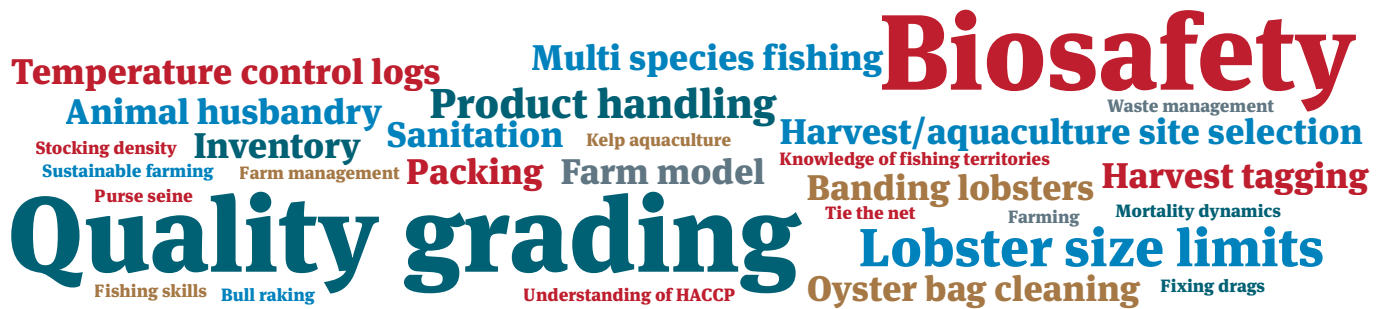 Biosafety
Multi species fishing
Temperature control logs
Product handling
Animal husbandry
Waste management
Sanitation
Harvest/aquaculture site selection
Kelp aquaculture
Inventory
Stocking density
Knowledge of fishing territories
Sustainable farming
Farm management
Packing
Farm model
Harvest tagging
Banding lobsters
Purse seine
Tie the net
Farming
Mortality dynamics
Quality grading
Lobster size limits
Fishing skills
Bull raking
Understanding of HACCP
Oyster bag cleaning
Fixing drags